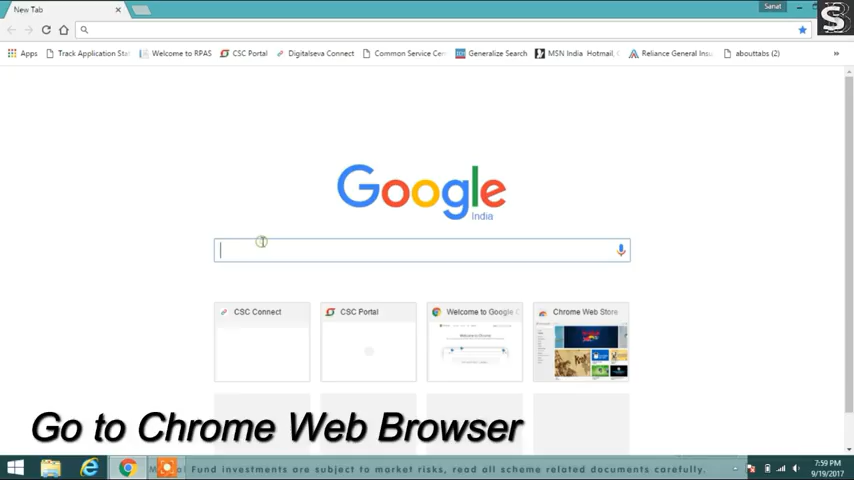 New Tab
Sanat
Apps
Track Application Stat
Welcome to RPAS
CSC Portal
Digitalseva Connect
Common Service Cen
Generalize Search
MSN India  Hotmail,
Reliance General Insu
abouttabs (2)
S
Google
India
CSC Connect
CSC Portal
Welcome to Google C
Chrome Web Store
Go to Chrome Web Browser
Fund investments are subject to market risks, read all scheme related documents carefully.
7:59 PM
9/19/2017